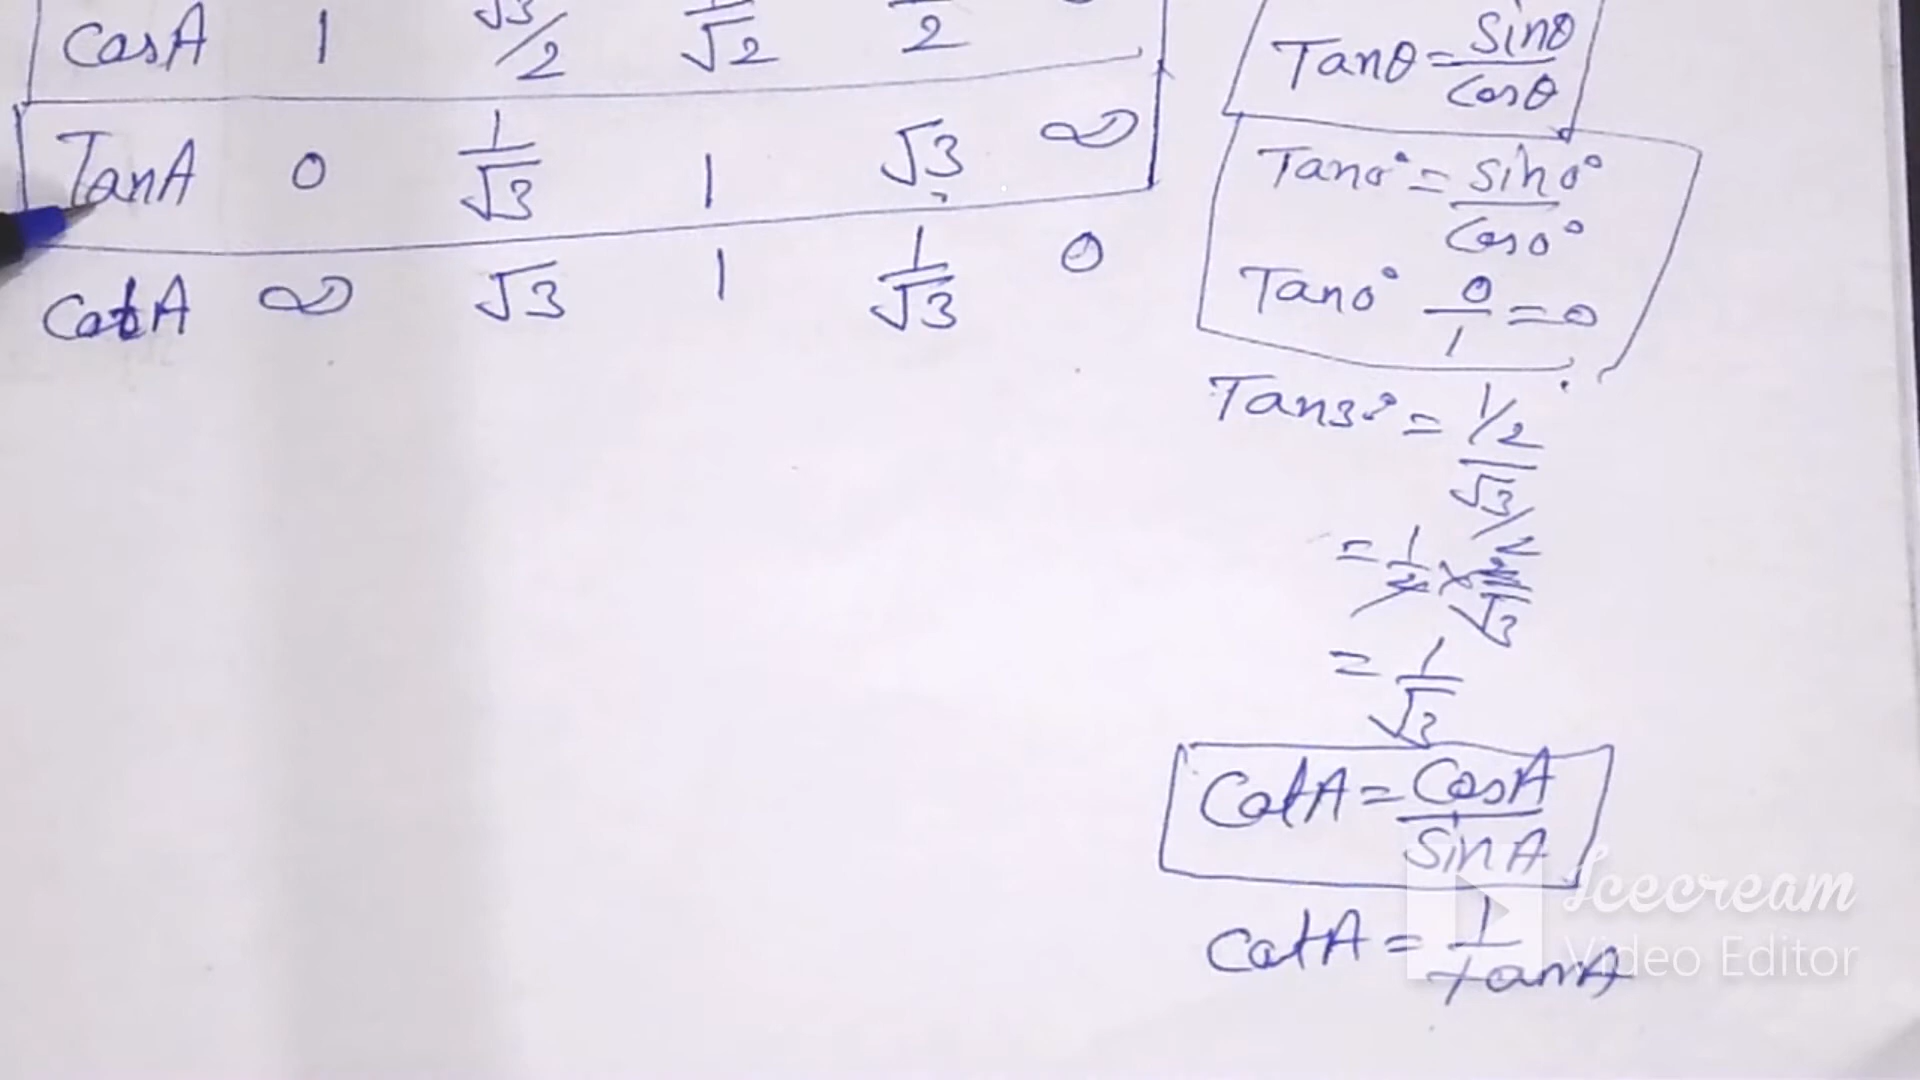 CosA 1 √3/2 1/√2 1/2
TanA 0 1/√3 1 √3 ∞
CotA ∞ √3 1 1/√3 0
Tanθ = Sinθ/Cosθ
Tan0° = Sin0°/Cos0°
Tan0° 0/1 = 0
Tan30° = 1/2 / √3/2
= 1/2 × 2/√3
= 1/√3
CotA = CosA/SinA
CotA = 1/TanA
Icecream
Video Editor